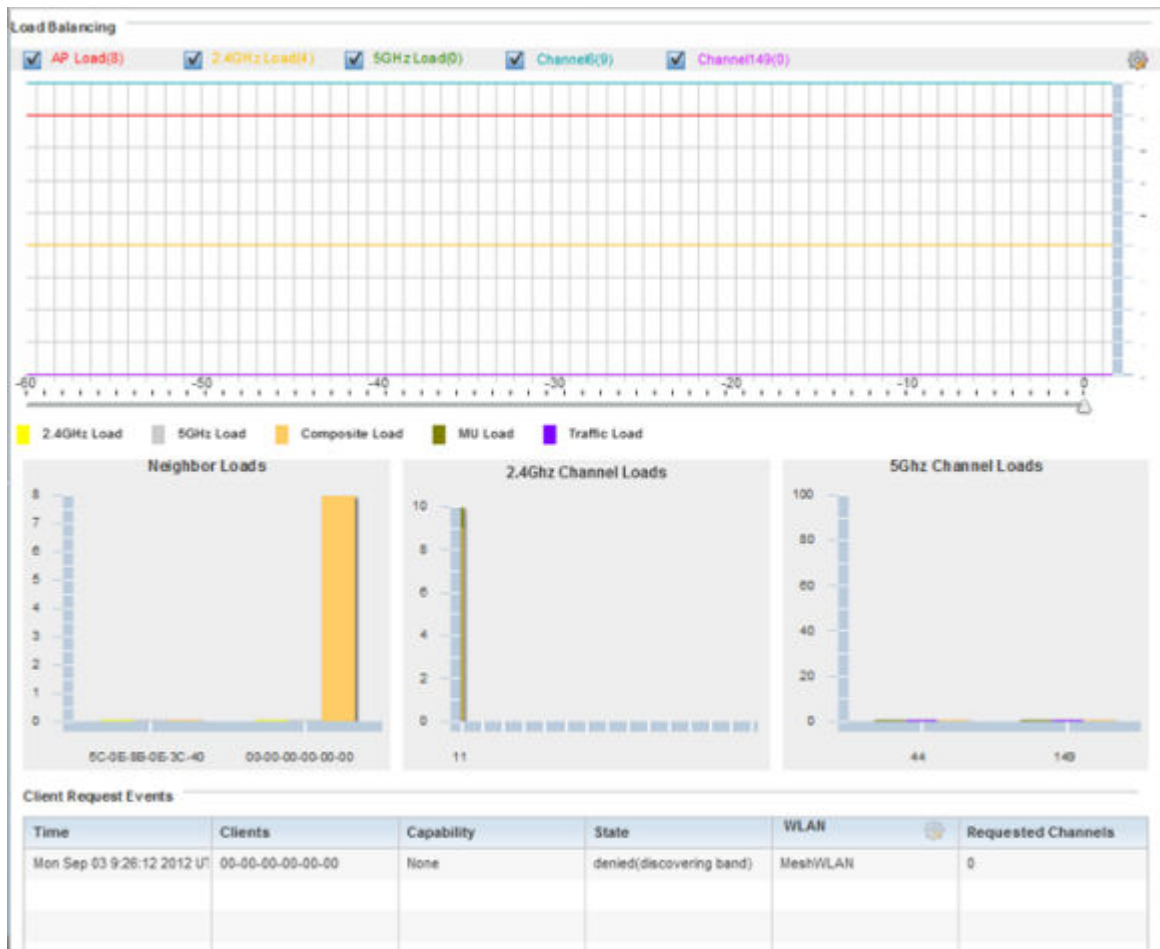 Load Balancing
AP Load(8) 2.4GHz Load(4) 5GHz Load(0) Channel6(9) Channel149(0)
-60 -50 -40 -30 -20 -10 0
2.4GHz Load 5GHz Load Composite Load MU Load Traffic Load
Neighbor Loads
8
7
6
5
4
3
2
1
0
5C-0E-8B-0E-3C-40 00-00-00-00-00-00
2.4Ghz Channel Loads
10
8
6
4
2
0
11
5Ghz Channel Loads
100
80
60
40
20
0
44 149
Client Request Events
Time Clients Capability State WLAN Requested Channels
Mon Sep 03 9:26:12 2012 UT 00-00-00-00-00-00 None denied(discovering band) MeshWLAN 0